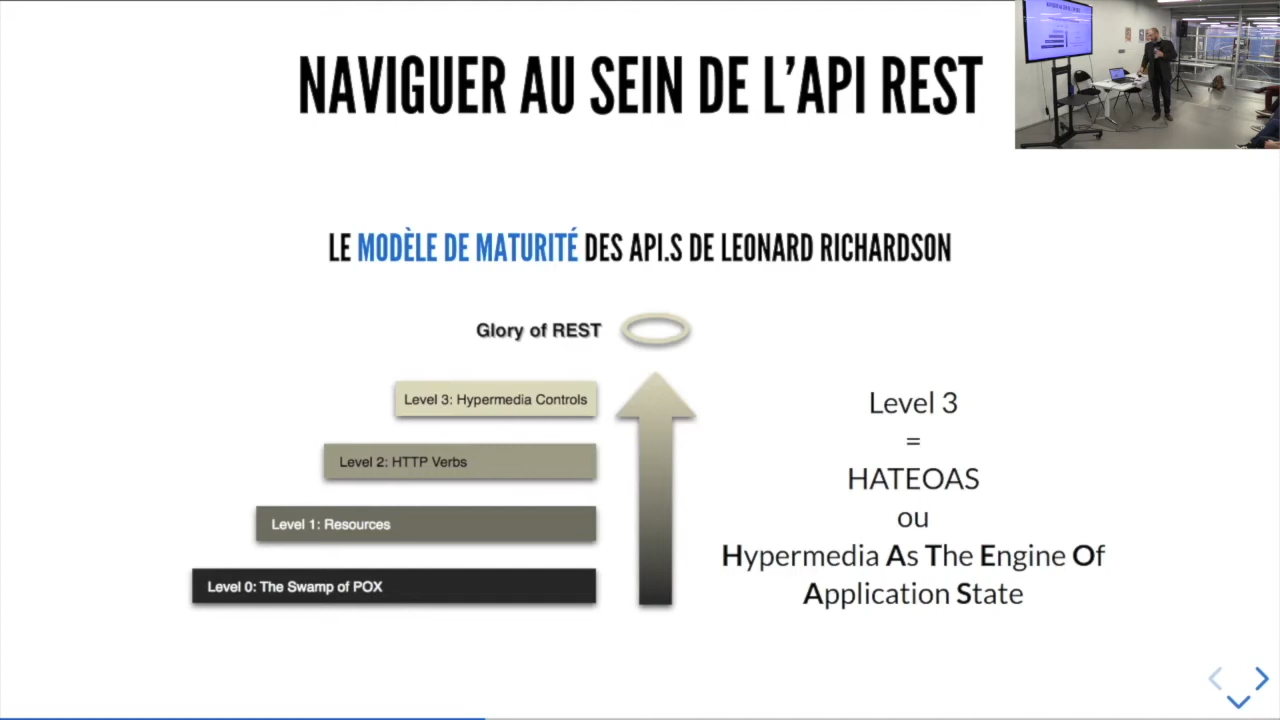 NAVIGUER AU SEIN DE L'API REST
LE MODÈLE DE MATURITÉ DES API.S DE LEONARD RICHARDSON
Glory of REST
Level 3: Hypermedia Controls
Level 2: HTTP Verbs
Level 1: Resources
Level 0: The Swamp of POX
Level 3
=
HATEOAS
ou
Hypermedia As The Engine Of
Application State